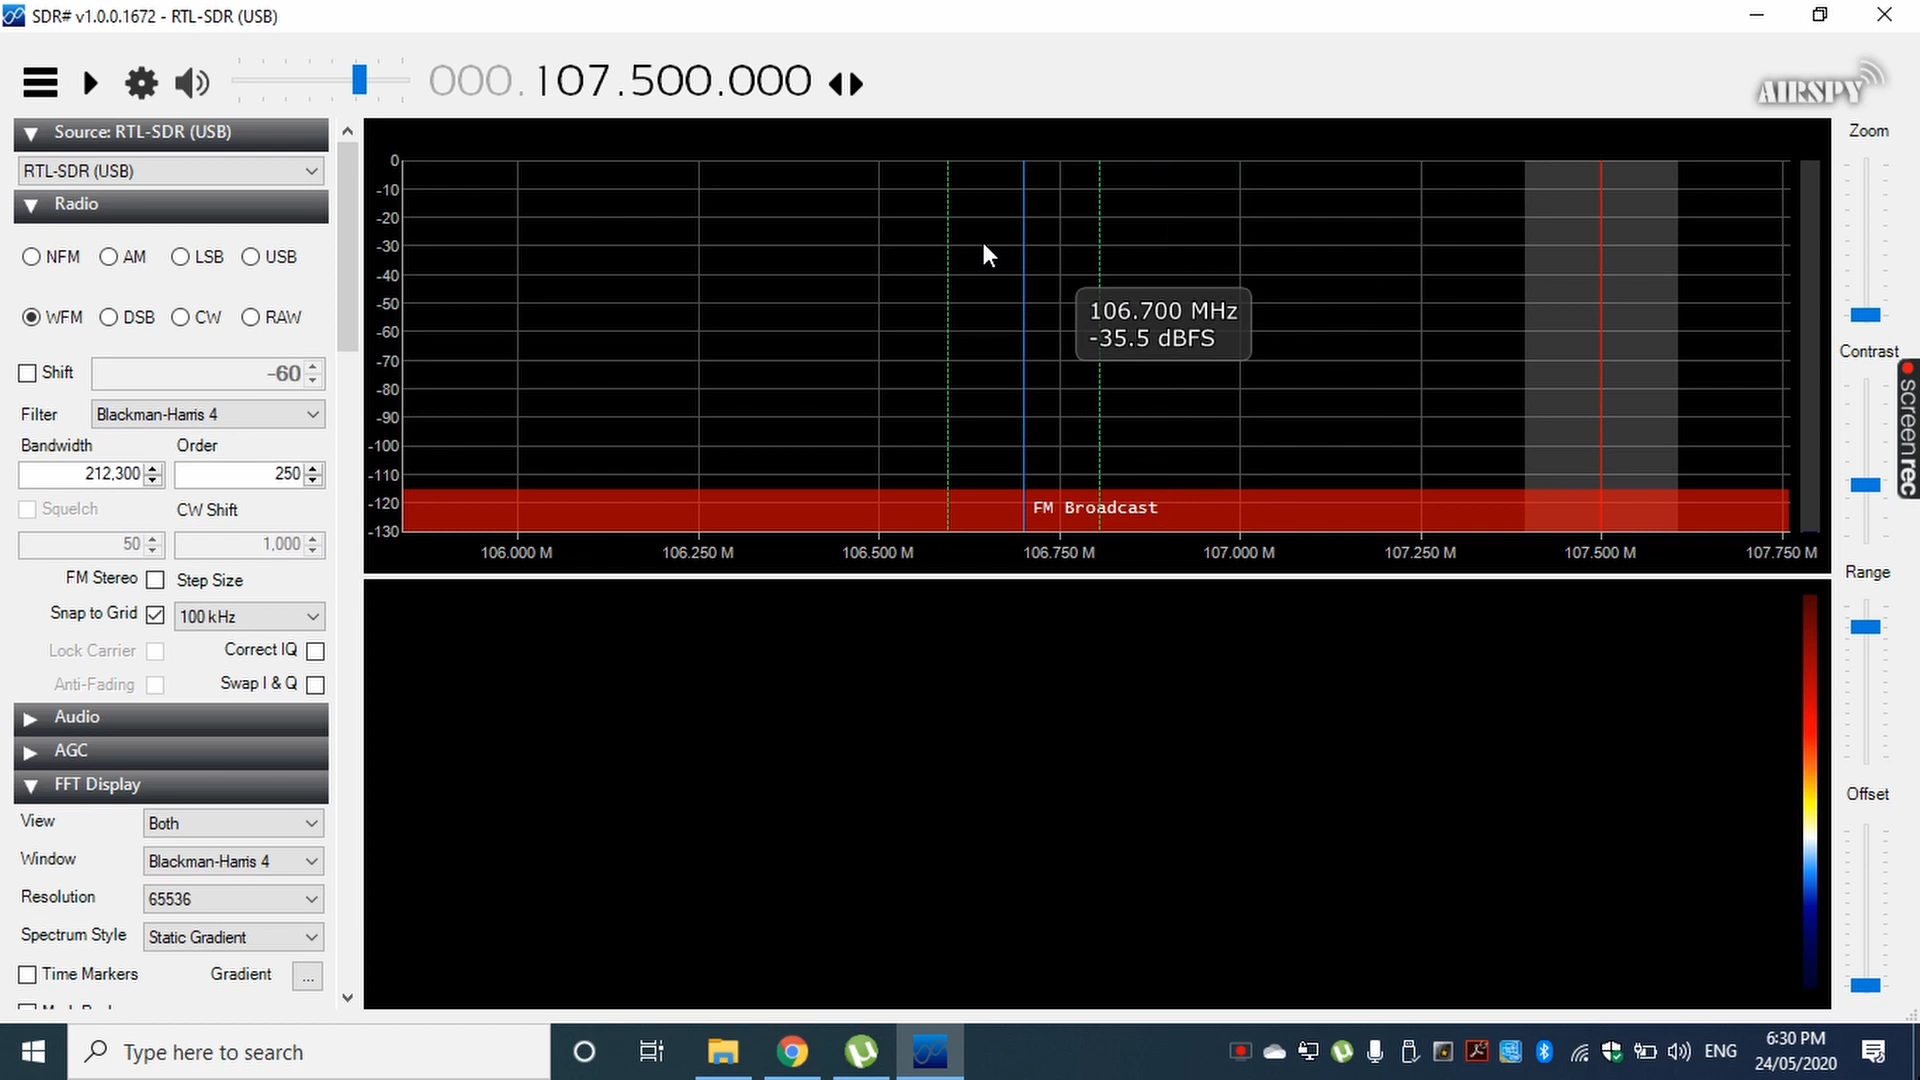 SDR# v1.0.0.1672 - RTL-SDR (USB)
000.107.500.000
AIRSPY
Source: RTL-SDR (USB)
RTL-SDR (USB)
Radio
NFM AM LSB USB
WFM DSB CW RAW
Shift -60
Filter Blackman-Harris 4
Bandwidth Order
212,300 250
Squelch CW Shift
50 1,000
FM Stereo Step Size
Snap to Grid 100 kHz
Lock Carrier Correct IQ
Anti-Fading Swap I & Q
Audio
AGC
FFT Display
View Both
Window Blackman-Harris 4
Resolution 65536
Spectrum Style Static Gradient
Time Markers Gradient ...
0
-10
-20
-30
-40
-50
-60
-70
-80
-90
-100
-110
-120
-130
106.700 MHz
-35.5 dBFS
FM Broadcast
106.000 M 106.250 M 106.500 M 106.750 M 107.000 M 107.250 M 107.500 M 107.750 M
Zoom
Contrast
Range
Offset
screenrec
Type here to search
ENG
6:30 PM
24/05/2020